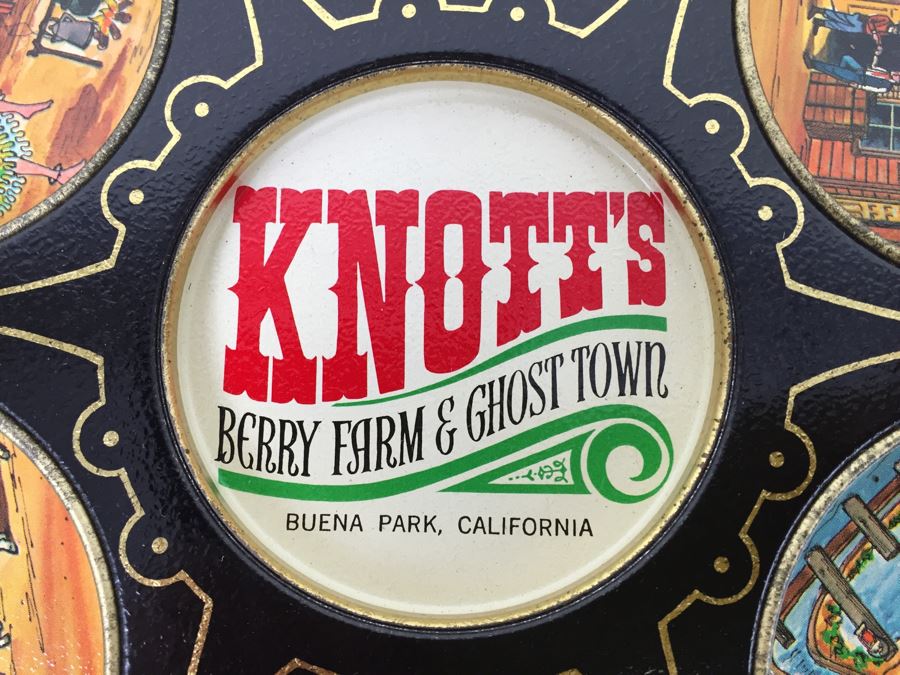 KNOTT'S
BERRY FARM & GHOST TOWN
BUENA PARK, CALIFORNIA